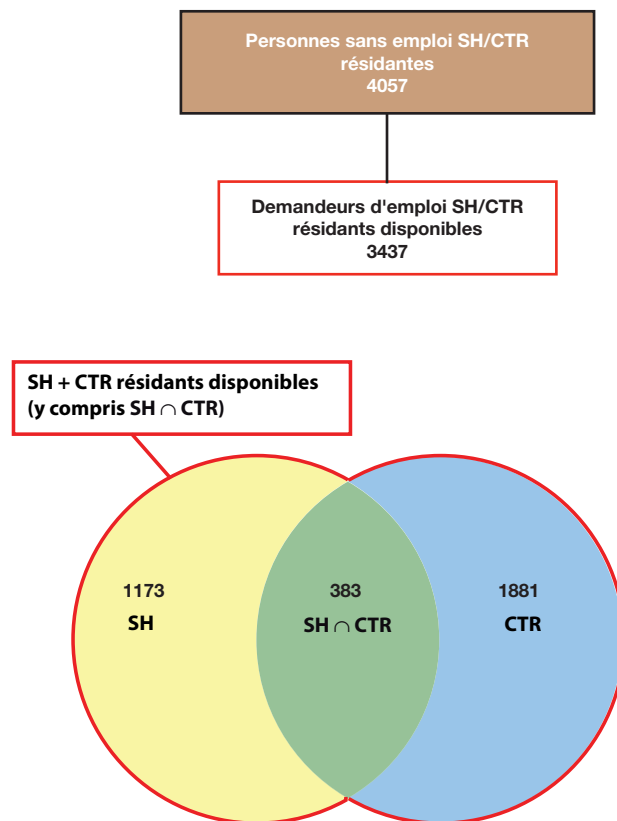 Personnes sans emploi SH/CTR
résidantes
4057
Demandeurs d'emploi SH/CTR
résidants disponibles
3437
SH + CTR résidants disponibles
(y compris SH ∩ CTR)
1173
SH
383
SH ∩ CTR
1881
CTR